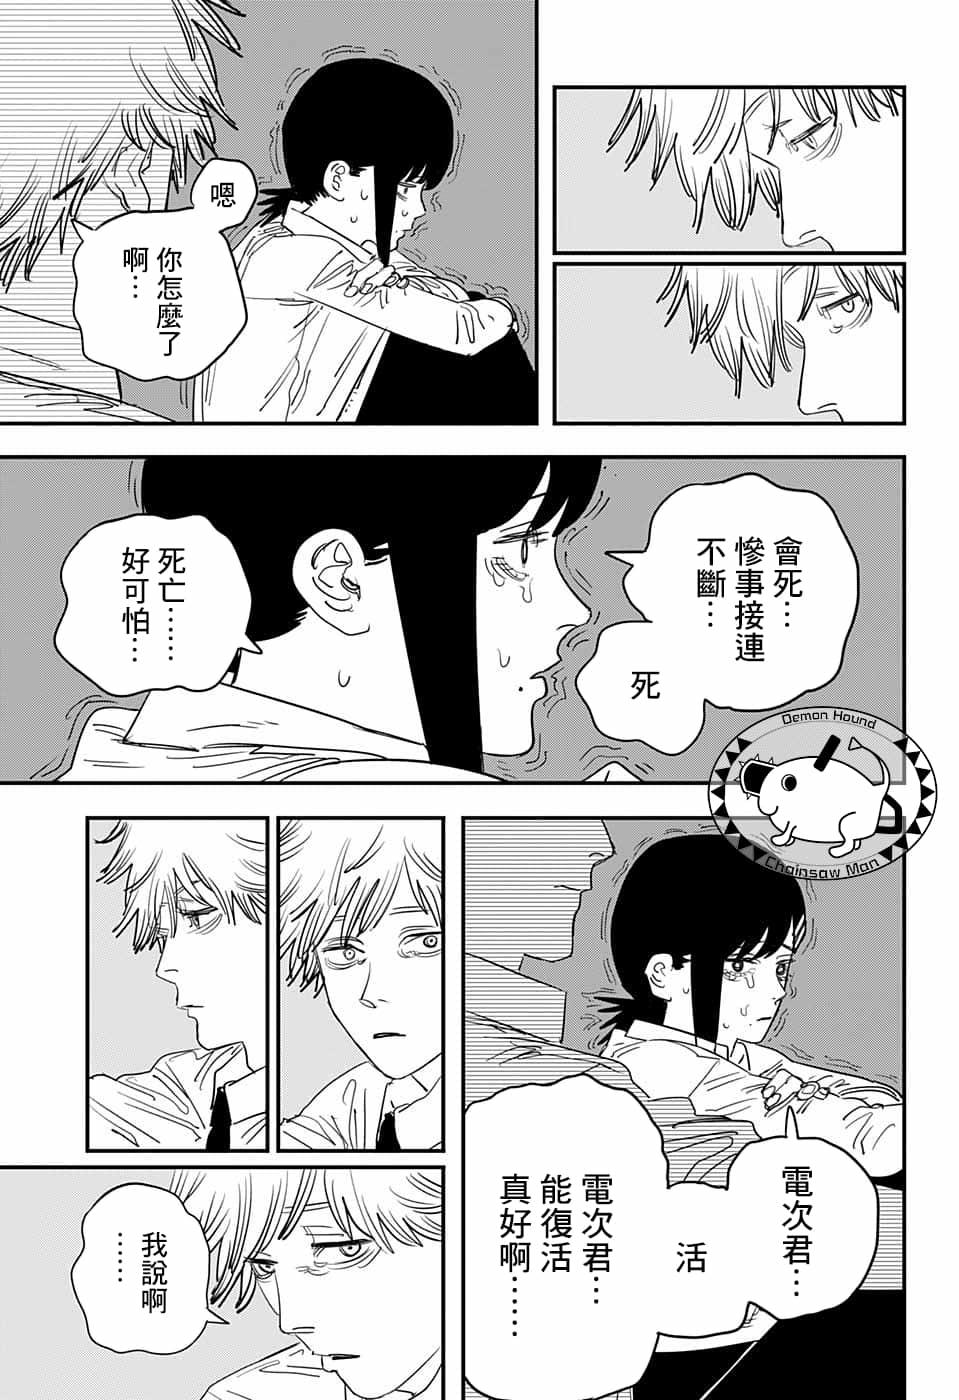 嗯
你怎麼了
啊…
會死…
慘事接連
不斷…
死
死亡……
好可怕…
Demon Hound
Chainsaw Man
電次君…
活
電次君…
能復活
真好啊……
我說啊
……